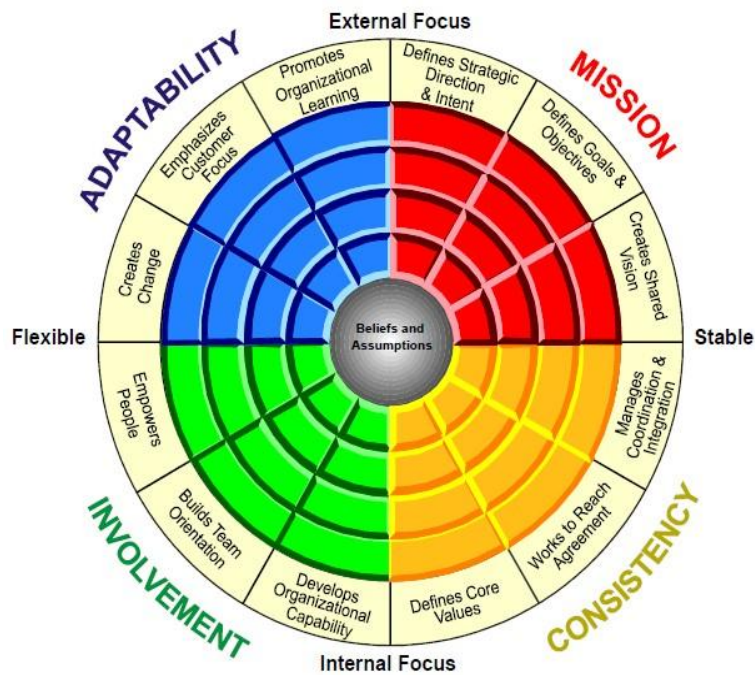 External Focus
ADAPTABILITY
MISSION
Promotes
Organizational
Learning
Defines Strategic
Direction
& Intent
Emphasizes
Customer
Focus
Defines Goals &
Objectives
Creates
Change
Creates Shared
Vision
Flexible
Beliefs and
Assumptions
Stable
Empowers
People
Manages
Coordination &
Integration
Builds Team
Orientation
Works to Reach
Agreement
Develops
Organizational
Capability
Defines Core
Values
INVOLVEMENT
CONSISTENCY
Internal Focus